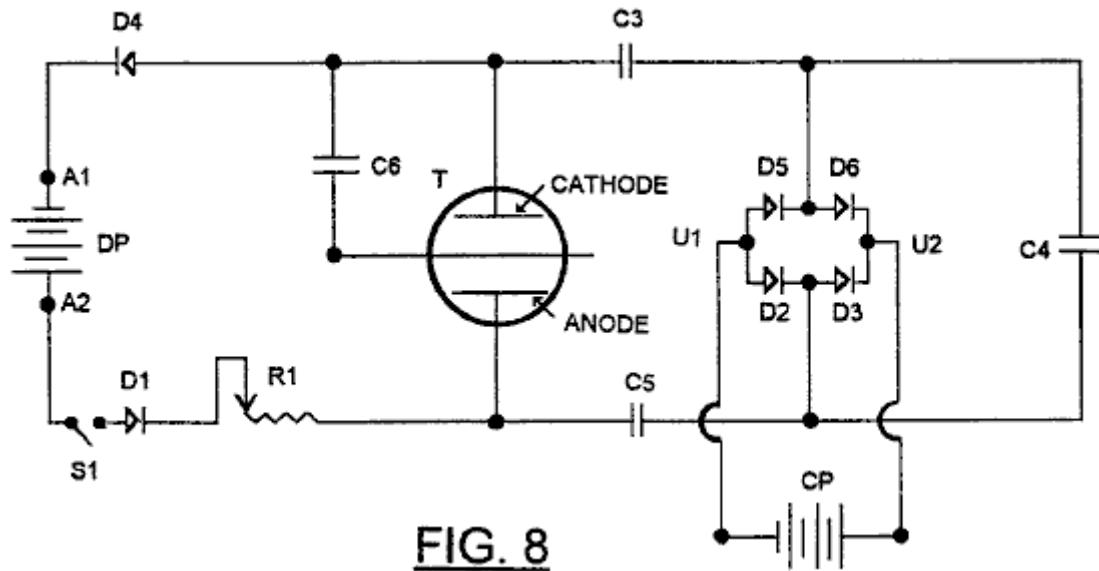 D4
C3
A1
C6
T
CATHODE
D5 D6
DP
U1 U2
C4
A2
D2 D3
ANODE
D1
R1
C5
S1
CP
FIG. 8